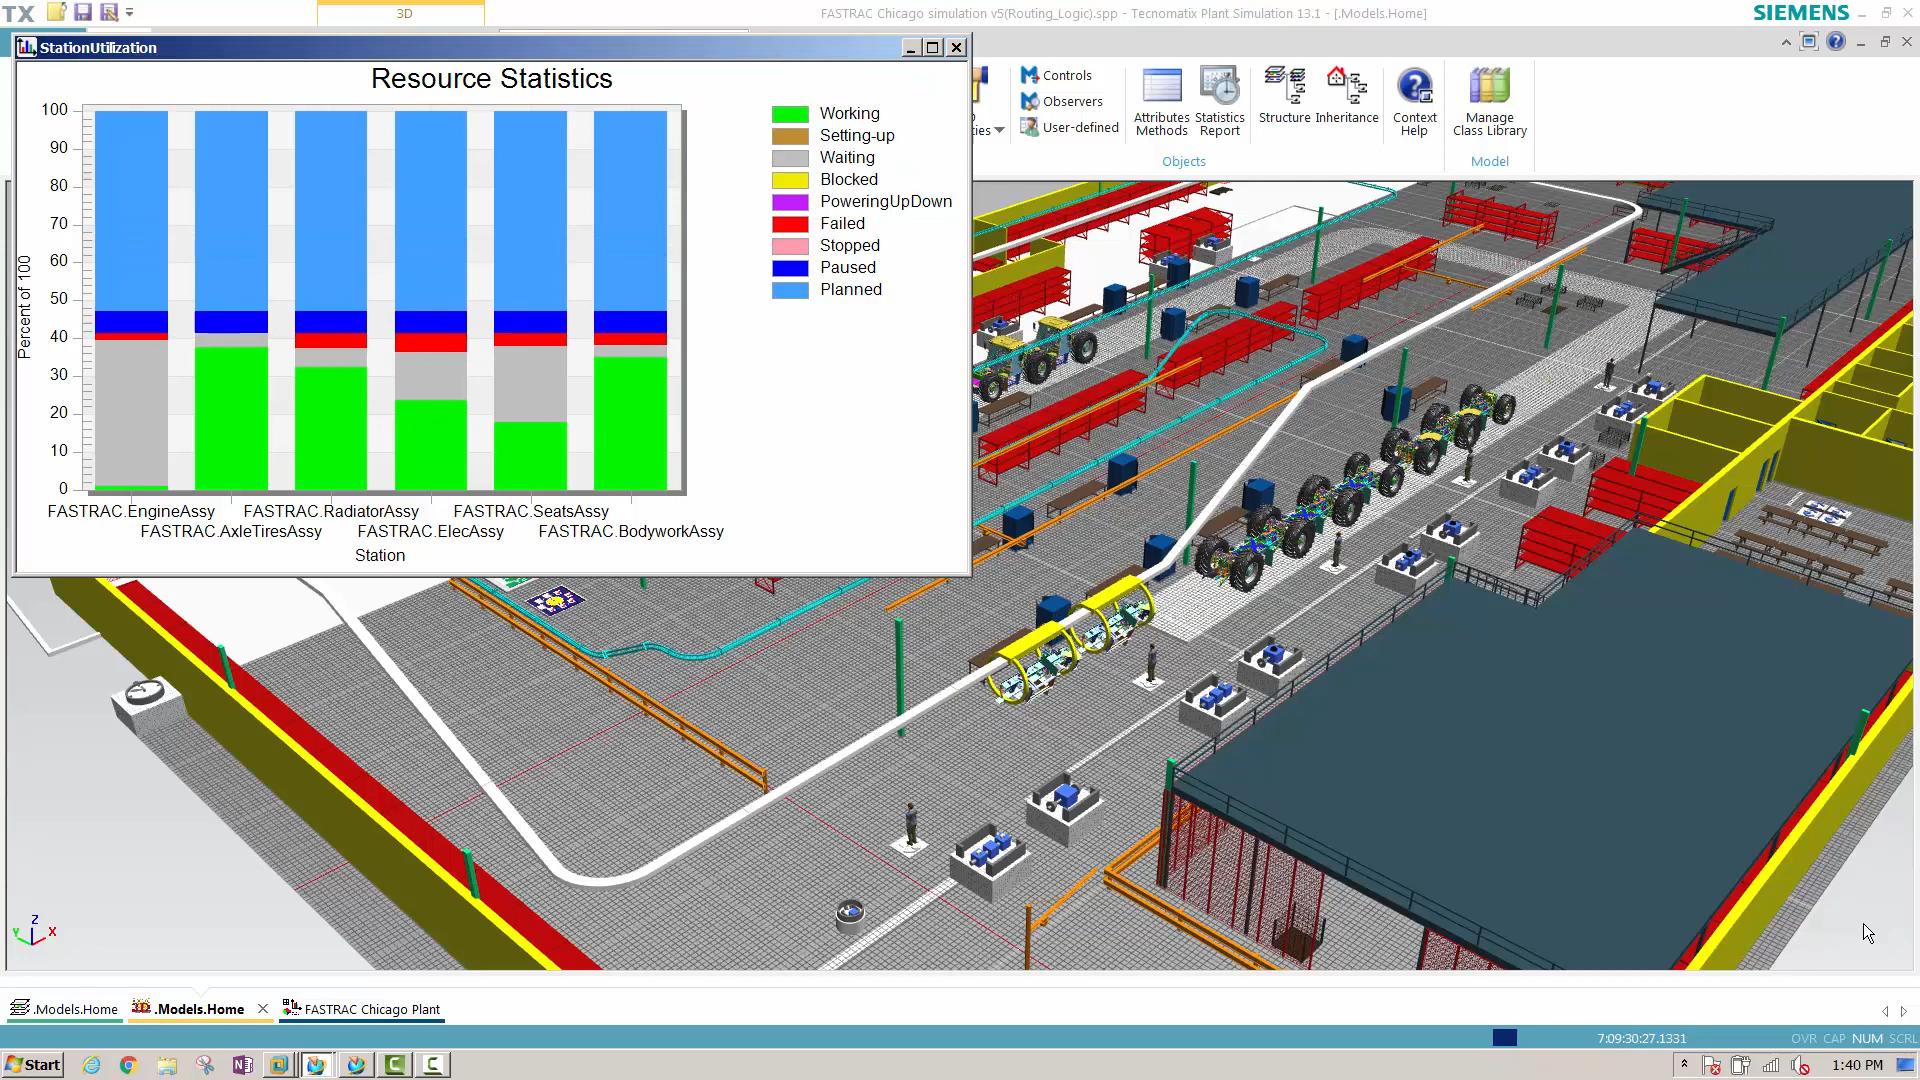 TX
3D
FASTRAC Chicago simulation v5(Routing_Logic).spp - Tecnomatix Plant Simulation 13.1 - [.Models.Home]
SIEMENS
StationUtilization
Resource Statistics
100
90
80
70
60
50
40
30
20
10
0
Percent of 100
FASTRAC.EngineAssy
FASTRAC.RadiatorAssy
FASTRAC.SeatsAssy
FASTRAC.AxleTiresAssy
FASTRAC.ElecAssy
FASTRAC.BodyworkAssy
Station
Working
Setting-up
Waiting
Blocked
PoweringUpDown
Failed
Stopped
Paused
Planned
Controls
Observers
User-defined
Attributes
Methods
Statistics
Report
Structure
Inheritance
Objects
Context
Help
Manage
Class Library
Model
Z
Y
X
.Models.Home
.Models.Home
FASTRAC Chicago Plant
7:09:30:27.1331
OVR CAP NUM SCRL
Start
1:40 PM